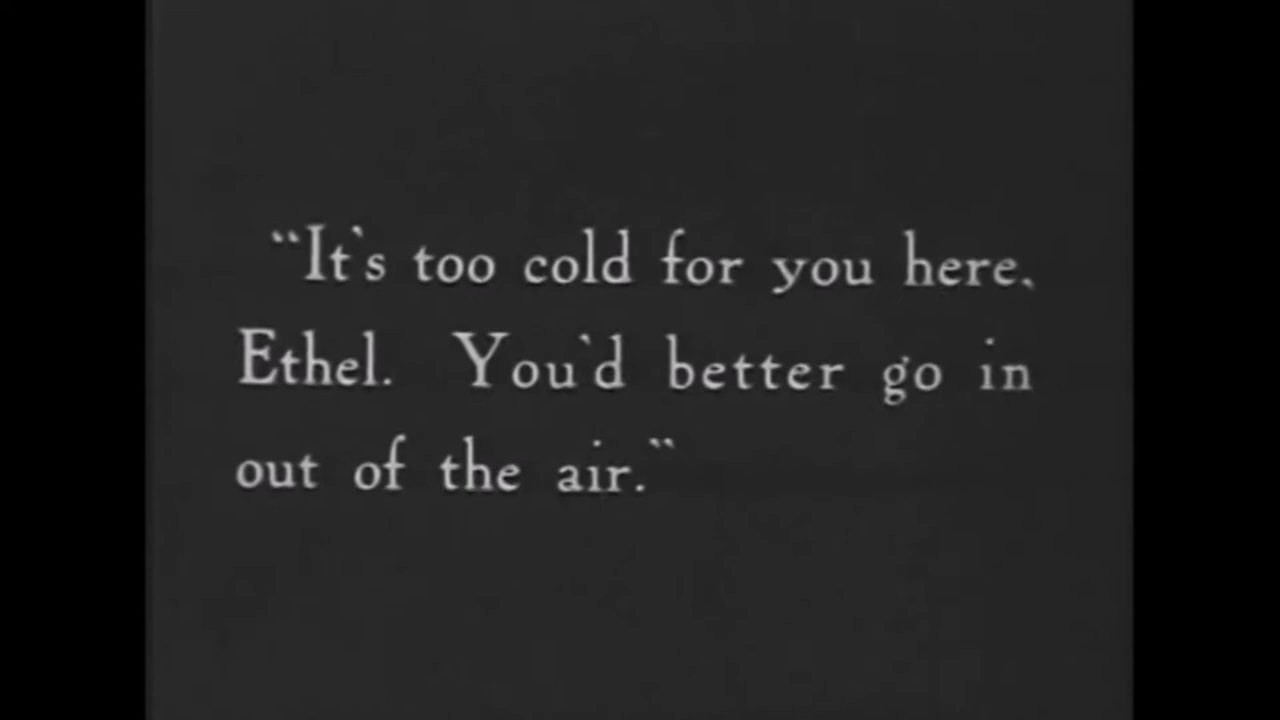 “It's too cold for you here,
Ethel. You'd better go in
out of the air.”